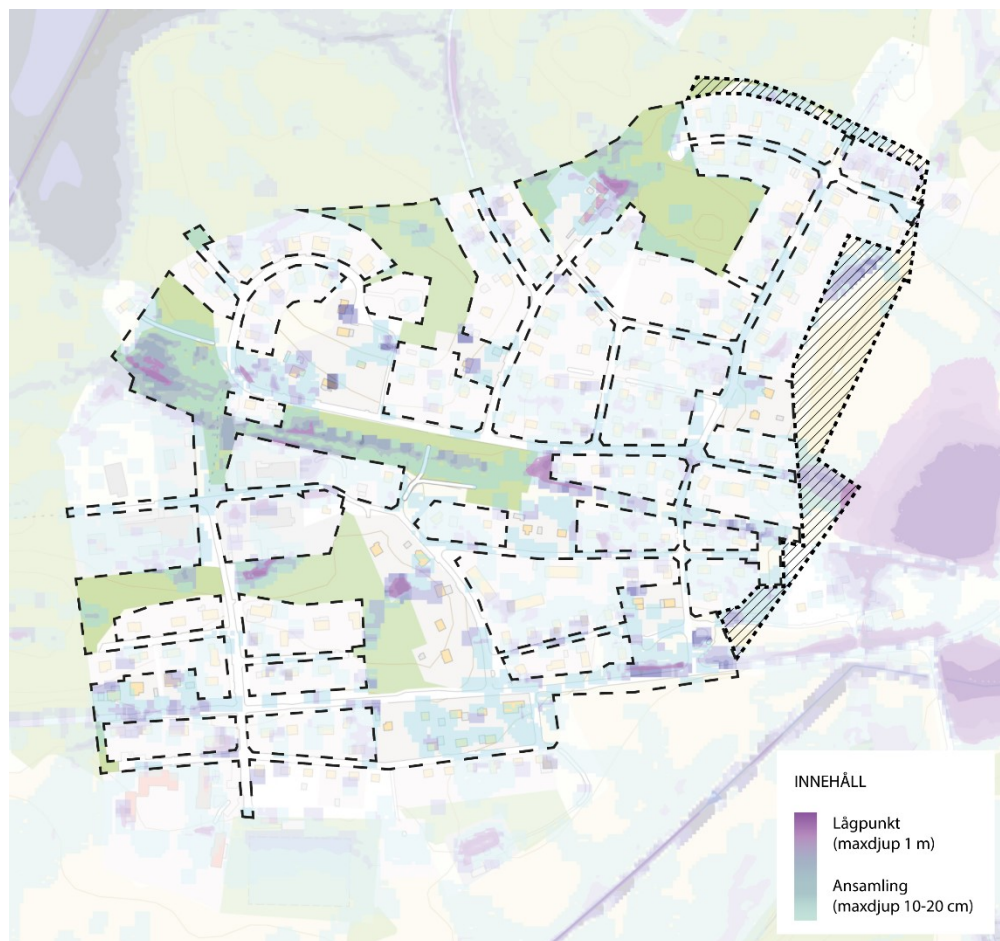 INNEHÅLL
Lågpunkt
(maxdjup 1 m)
Ansamling
(maxdjup 10-20 cm)